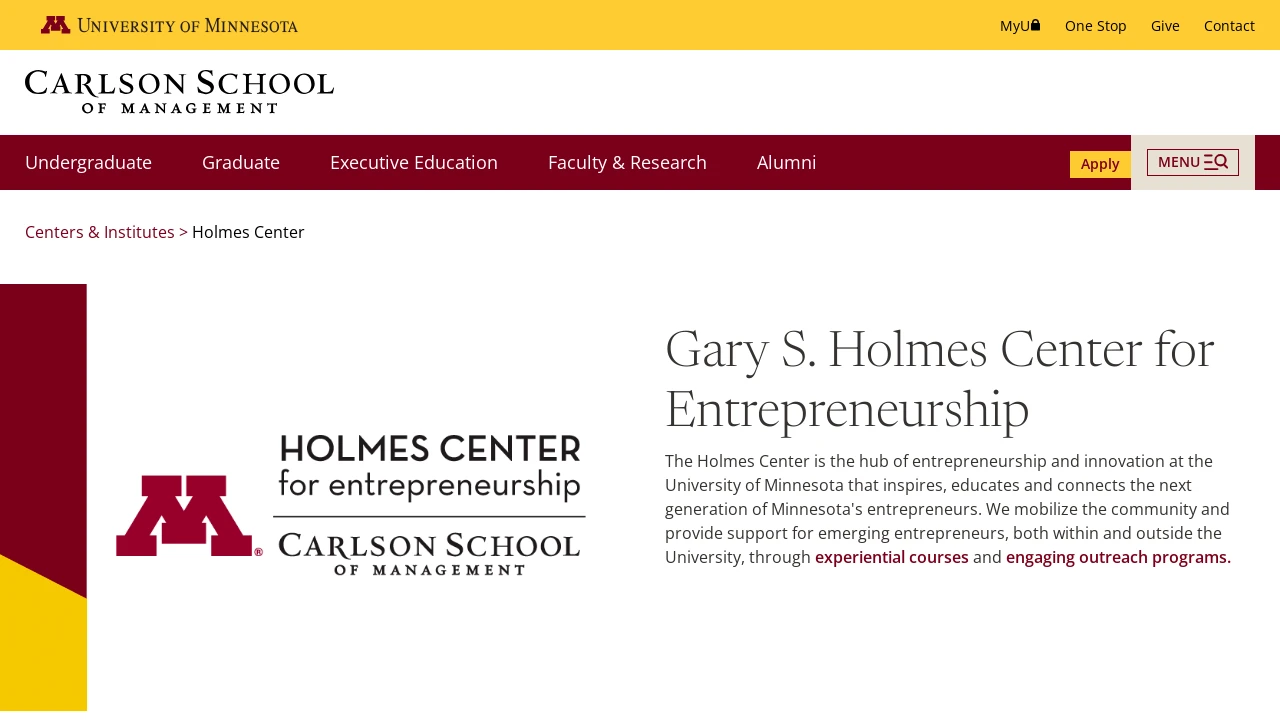 UNIVERSITY OF MINNESOTA
MyU One Stop Give Contact
CARLSON SCHOOL
OF MANAGEMENT
Undergraduate Graduate Executive Education Faculty & Research Alumni Apply MENU
Centers & Institutes > Holmes Center
HOLMES CENTER
for entrepreneurship
M®
CARLSON SCHOOL
OF MANAGEMENT
Gary S. Holmes Center for
Entrepreneurship
The Holmes Center is the hub of entrepreneurship and innovation at the
University of Minnesota that inspires, educates and connects the next
generation of Minnesota's entrepreneurs. We mobilize the community and
provide support for emerging entrepreneurs, both within and outside the
University, through experiential courses and engaging outreach programs.